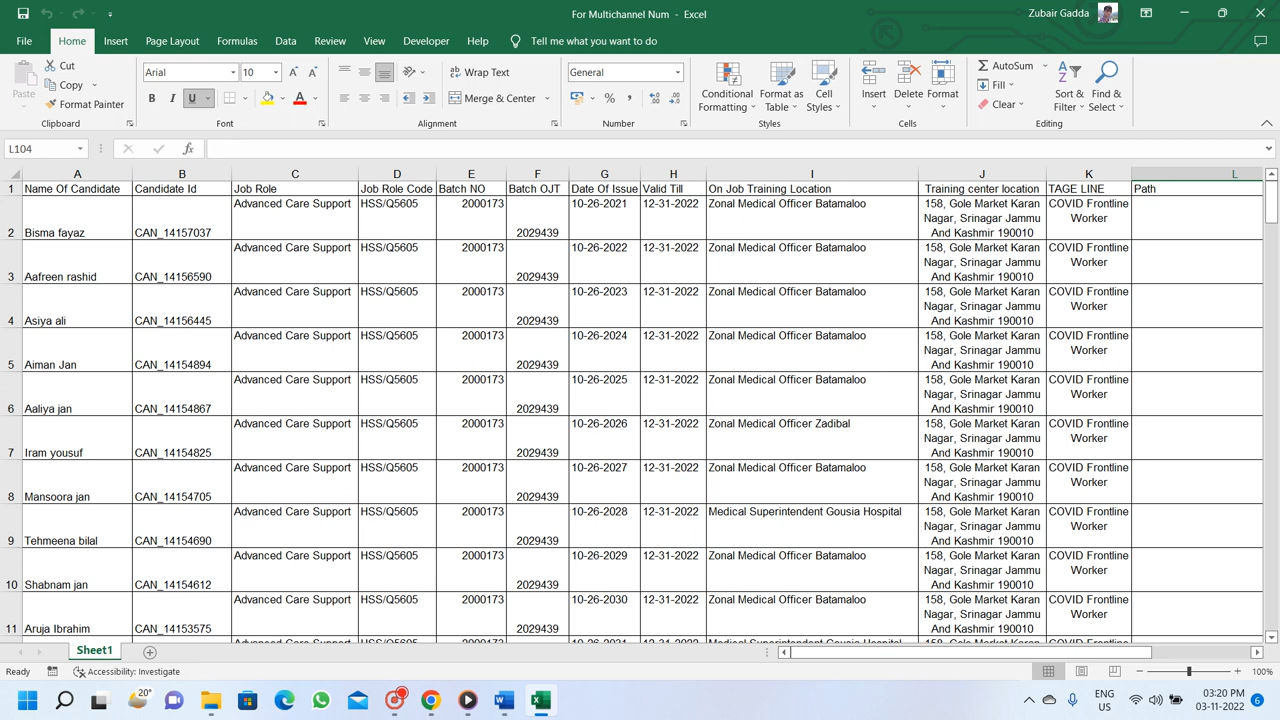 For Multichannel Num - Excel
Zubair Gadda
File Home Insert Page Layout Formulas Data Review View Developer Help Tell me what you want to do
Paste
Cut
Copy
Format Painter
Clipboard
Arial 10
B I U
A
Font
Wrap Text
Merge & Center
Alignment
General
% ,
Number
Conditional Formatting
Format as Table
Cell Styles
Styles
Insert
Delete
Format
Cells
AutoSum
Fill
Clear
Sort & Filter
Find & Select
Editing
L104
fx
A B C D E F G H I J K L
1 Name Of Candidate Candidate Id Job Role Job Role Code Batch NO Batch OJT Date Of Issue Valid Till On Job Training Location Training center location TAGE LINE Path
Advanced Care Support HSS/Q5605 2000173 10-26-2021 12-31-2022 Zonal Medical Officer Batamaloo 158, Gole Market Karan COVID Frontline
Nagar, Srinagar Jammu Worker
2 Bisma fayaz CAN_14157037 2029439 And Kashmir 190010
Advanced Care Support HSS/Q5605 2000173 10-26-2022 12-31-2022 Zonal Medical Officer Batamaloo 158, Gole Market Karan COVID Frontline
Nagar, Srinagar Jammu Worker
3 Aafreen rashid CAN_14156590 2029439 And Kashmir 190010
Advanced Care Support HSS/Q5605 2000173 10-26-2023 12-31-2022 Zonal Medical Officer Batamaloo 158, Gole Market Karan COVID Frontline
Nagar, Srinagar Jammu Worker
4 Asiya ali CAN_14156445 2029439 And Kashmir 190010
Advanced Care Support HSS/Q5605 2000173 10-26-2024 12-31-2022 Zonal Medical Officer Batamaloo 158, Gole Market Karan COVID Frontline
Nagar, Srinagar Jammu Worker
5 Aiman Jan CAN_14154894 2029439 And Kashmir 190010
Advanced Care Support HSS/Q5605 2000173 10-26-2025 12-31-2022 Zonal Medical Officer Batamaloo 158, Gole Market Karan COVID Frontline
Nagar, Srinagar Jammu Worker
6 Aaliya jan CAN_14154867 2029439 And Kashmir 190010
Advanced Care Support HSS/Q5605 2000173 10-26-2026 12-31-2022 Zonal Medical Officer Zadibal 158, Gole Market Karan COVID Frontline
Nagar, Srinagar Jammu Worker
7 Iram yousuf CAN_14154825 2029439 And Kashmir 190010
Advanced Care Support HSS/Q5605 2000173 10-26-2027 12-31-2022 Zonal Medical Officer Batamaloo 158, Gole Market Karan COVID Frontline
Nagar, Srinagar Jammu Worker
8 Mansoora jan CAN_14154705 2029439 And Kashmir 190010
Advanced Care Support HSS/Q5605 2000173 10-26-2028 12-31-2022 Medical Superintendent Gousia Hospital 158, Gole Market Karan COVID Frontline
Nagar, Srinagar Jammu Worker
9 Tehmeena bilal CAN_14154690 2029439 And Kashmir 190010
Advanced Care Support HSS/Q5605 2000173 10-26-2029 12-31-2022 Zonal Medical Officer Batamaloo 158, Gole Market Karan COVID Frontline
Nagar, Srinagar Jammu Worker
10 Shabnam jan CAN_14154612 2029439 And Kashmir 190010
Advanced Care Support HSS/Q5605 2000173 10-26-2030 12-31-2022 Zonal Medical Officer Batamaloo 158, Gole Market Karan COVID Frontline
Nagar, Srinagar Jammu Worker
11 Aruja Ibrahim CAN_14153575 2029439 And Kashmir 190010
Sheet1
Ready Accessibility: Investigate 100%
20° ENG US 03:20 PM 03-11-2022 6